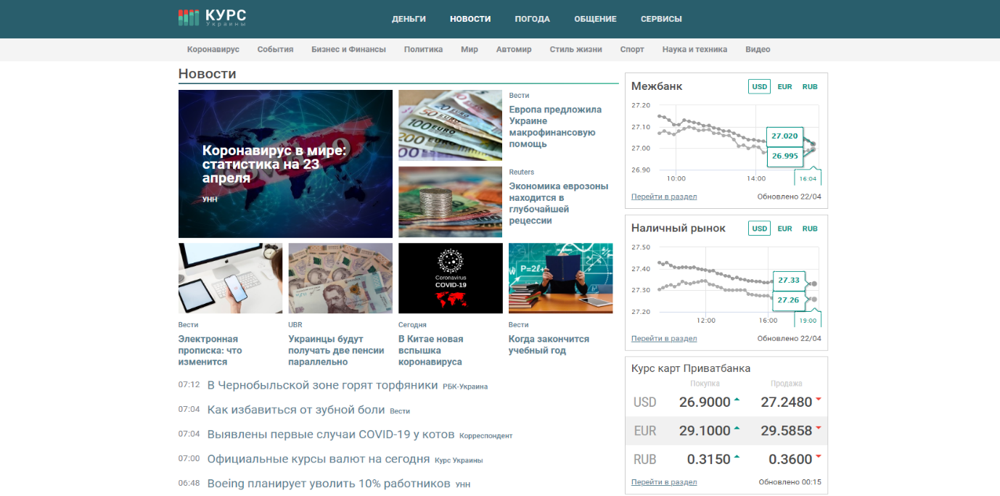 КУРС
Украины
ДЕНЬГИ НОВОСТИ ПОГОДА ОБЩЕНИЕ СЕРВИСЫ
Коронавирус События Бизнес и Финансы Политика Мир Автомир Стиль жизни Спорт Наука и техника Видео
Новости
COVID-19
Коронавирус в мире:
статистика на 23
апреля
УНН
50 EURO
100 EURO
200 EURO
Вести
Европа предложила
Украине
макрофинансовую
помощь
Reuters
Экономика еврозоны
находится в
глубочайшей
рецессии
Вести
Электронная
прописка: что
изменится
UBR
Украинцы будут
получать две пенсии
параллельно
Coronavirus
COVID-19
Сегодня
В Китае новая
вспышка
коронавируса
P=2ℓ+
Вести
Когда закончится
учебный год
07:12 В Чернобыльской зоне горят торфяники РБК-Украина
07:04 Как избавиться от зубной боли Вести
07:04 Выявлены первые случаи COVID-19 у котов Корреспондент
07:00 Официальные курсы валют на сегодня Курс Украины
06:48 Boeing планирует уволить 10% работников УНН
Межбанк USD EUR RUB
27.20
27.10
27.00
26.90
27.020
26.995
10:00 14:00 16:04
Перейти в раздел Обновлено 22/04
Наличный рынок USD EUR RUB
27.50
27.40
27.30
27.20
27.33
27.26
12:00 16:00 19:00
Перейти в раздел Обновлено 22/04
Курс карт Приватбанка
Покупка Продажа
USD 26.9000 27.2480
EUR 29.1000 29.5858
RUB 0.3150 0.3600
Перейти в раздел Обновлено 00:15